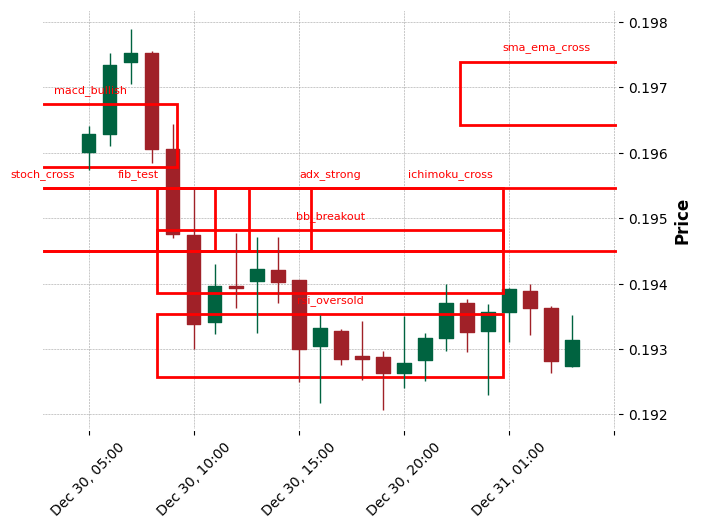 0.198
sma_ema_cross
macd_bullish
0.197
0.196
stoch_cross
fib_test
adx_strong
ichimoku_cross
0.195
bb_breakout
Price
0.194
rsi_oversold
0.193
0.192
Dec 30, 05:00
Dec 30, 10:00
Dec 30, 15:00
Dec 30, 20:00
Dec 31, 01:00